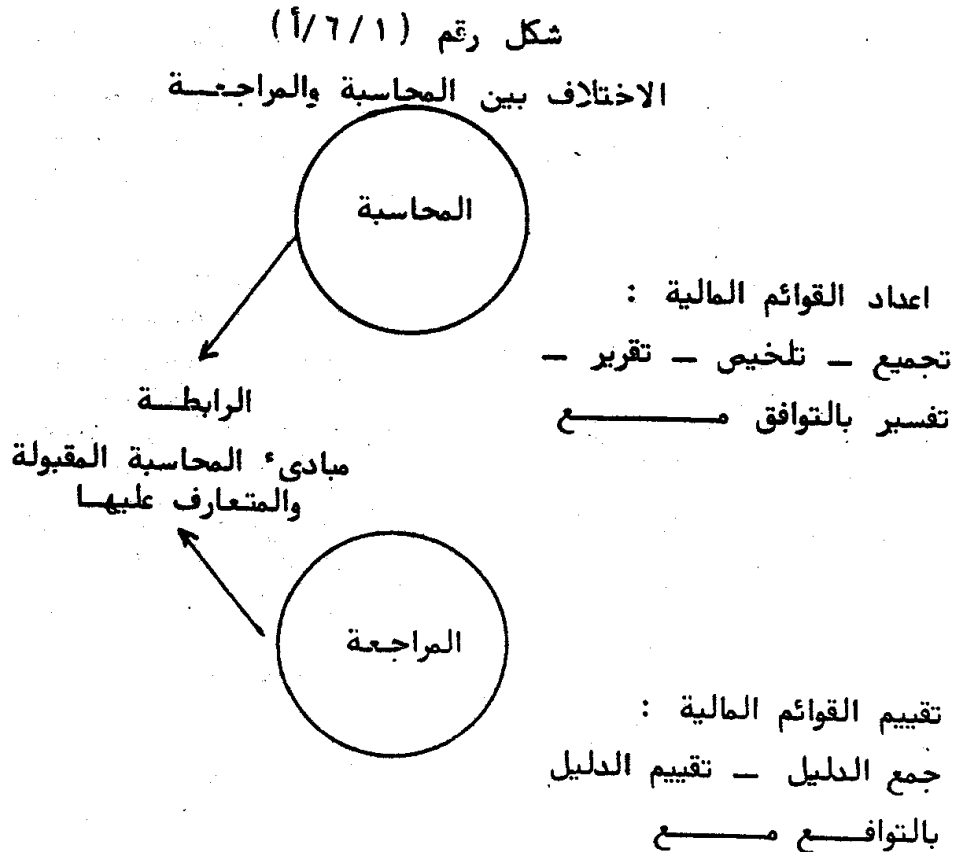 شكل رقم (١/٦/أ)
الاختلاف بين المحاسبة والمراجعة
المحاسبة
اعداد القوائم المالية :
تجميع – تلخيص – تقرير –
تفسير بالتوافق مع
الرابطة
مبادىء المحاسبة المقبولة
والمتعارف عليها
المراجعة
تقييم القوائم المالية :
جمع الدليل – تقييم الدليل
بالتوافع مع